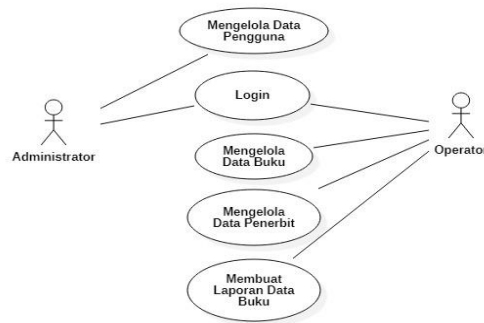 Mengelola Data
Pengguna
Login
Administrator
Operator
Mengelola
Data Buku
Mengelola
Data Penerbit
Membuat
Laporan Data
Buku